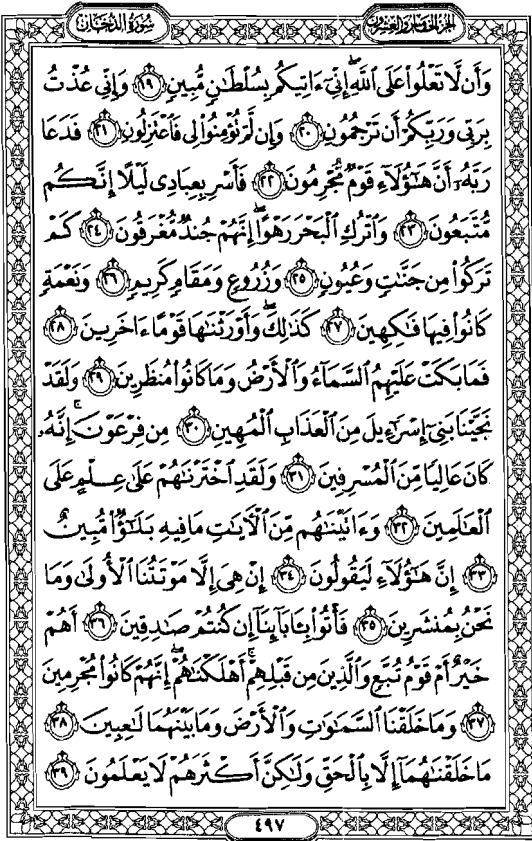 سورة الدخان
الجزء الخامس والعشرون
وَأَن لَّا تَعْلُوا۟ عَلَى ٱللَّهِ ۖ إِنِّىٓ ءَاتِيكُم بِسُلْطَٰنٍ مُّبِينٍ ١٩ وَإِنِّى عُذْتُ
بِرَبِّى وَرَبِّكُمْ أَن تَرْجُمُونِ ٢٠ وَإِن لَّمْ تُؤْمِنُوا۟ لِى فَٱعْتَزِلُونِ ٢١ فَدَعَا
رَبَّهُۥٓ أَنَّ هَٰٓؤُلَآءِ قَوْمٌ مُّجْرِمُونَ ٢٢ فَأَسْرِ بِعِبَادِى لَيْلًا إِنَّكُم
مُّتَّبَعُونَ ٢٣ وَٱتْرُكِ ٱلْبَحْرَ رَهْوًا ۖ إِنَّهُمْ جُندٌ مُّغْرَقُونَ ٢٤ كَمْ
تَرَكُوا۟ مِن جَنَّٰتٍ وَعُيُونٍ ٢٥ وَزُرُوعٍ وَمَقَامٍ كَرِيمٍ ٢٦ وَنَعْمَةٍ
كَانُوا۟ فِيهَا فَٰكِهِينَ ٢٧ كَذَٰلِكَ ۖ وَأَوْرَثْنَٰهَا قَوْمًا ءَاخَرِينَ ٢٨
فَمَا بَكَتْ عَلَيْهِمُ ٱلسَّمَآءُ وَٱلْأَرْضُ وَمَا كَانُوا۟ مُنظَرِينَ ٢٩ وَلَقَدْ
نَجَّيْنَا بَنِىٓ إِسْرَٰٓءِيلَ مِنَ ٱلْعَذَابِ ٱلْمُهِينِ ٣٠ مِن فِرْعَوْنَ ۚ إِنَّهُۥ
كَانَ عَالِيًا مِّنَ ٱلْمُسْرِفِينَ ٣١ وَلَقَدِ ٱخْتَرْنَٰهُمْ عَلَىٰ عِلْمٍ عَلَى
ٱلْعَٰلَمِينَ ٣٢ وَءَاتَيْنَٰهُم مِّنَ ٱلْءَايَٰتِ مَا فِيهِ بَلَٰٓؤٌا۟ مُّبِينٌ
٣٣ إِنَّ هَٰٓؤُلَآءِ لَيَقُولُونَ ٣٤ إِنْ هِىَ إِلَّا مَوْتَتُنَا ٱلْأُولَىٰ وَمَا
نَحْنُ بِمُنشَرِينَ ٣٥ فَأْتُوا۟ بِـَٔابَآئِنَآ إِن كُنتُمْ صَٰدِقِينَ ٣٦ أَهُمْ
خَيْرٌ أَمْ قَوْمُ تُبَّعٍ وَٱلَّذِينَ مِن قَبْلِهِمْ ۚ أَهْلَكْنَٰهُمْ ۖ إِنَّهُمْ كَانُوا۟ مُجْرِمِينَ
٣٧ وَمَا خَلَقْنَا ٱلسَّمَٰوَٰتِ وَٱلْأَرْضَ وَمَا بَيْنَهُمَا لَٰعِبِينَ ٣٨
مَا خَلَقْنَٰهُمَآ إِلَّا بِٱلْحَقِّ وَلَٰكِنَّ أَكْثَرَهُمْ لَا يَعْلَمُونَ ٣٩
٤٩٧